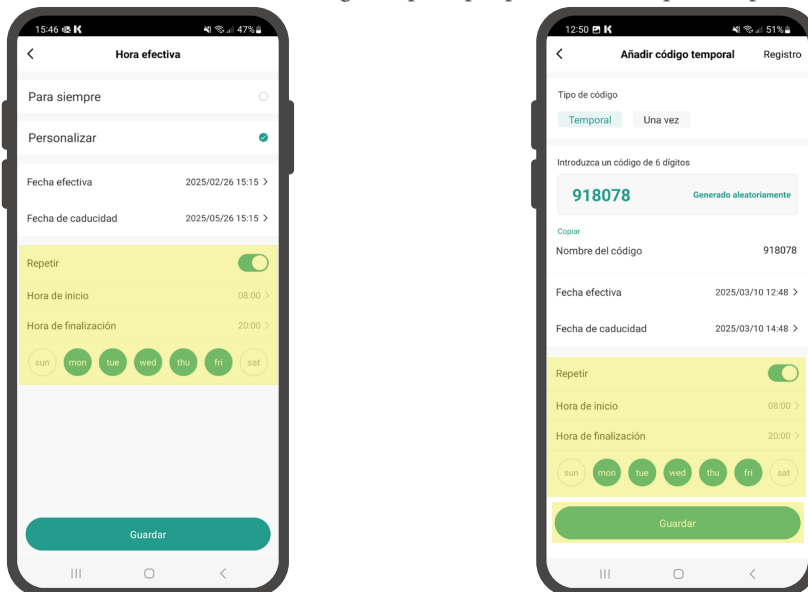 15:46 47%
Hora efectiva
Para siempre
Personalizar
Fecha efectiva 2025/02/26 15:15 >
Fecha de caducidad 2025/05/26 15:15 >
Repetir
Hora de inicio 08:00 >
Hora de finalización 20:00 >
sun mon tue wed thu fri sat
Guardar
12:50 51%
Añadir código temporal Registro
Tipo de código
Temporal Una vez
Introduzca un código de 6 dígitos
918078 Generado aleatoriamente
Copiar
Nombre del código 918078
Fecha efectiva 2025/03/10 12:48 >
Fecha de caducidad 2025/03/10 14:48 >
Repetir
Hora de inicio 08:00 >
Hora de finalización 20:00 >
sun mon tue wed thu fri sat
Guardar